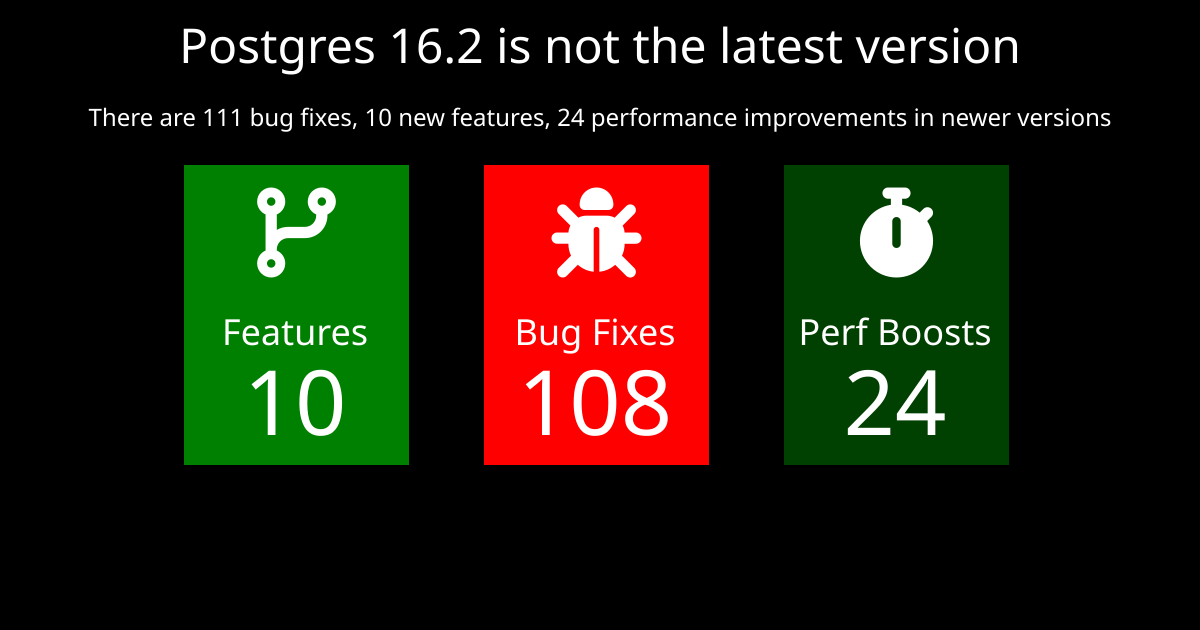 Postgres 16.2 is not the latest version
There are 111 bug fixes, 10 new features, 24 performance improvements in newer versions
Features
10
Bug Fixes
108
Perf Boosts
24